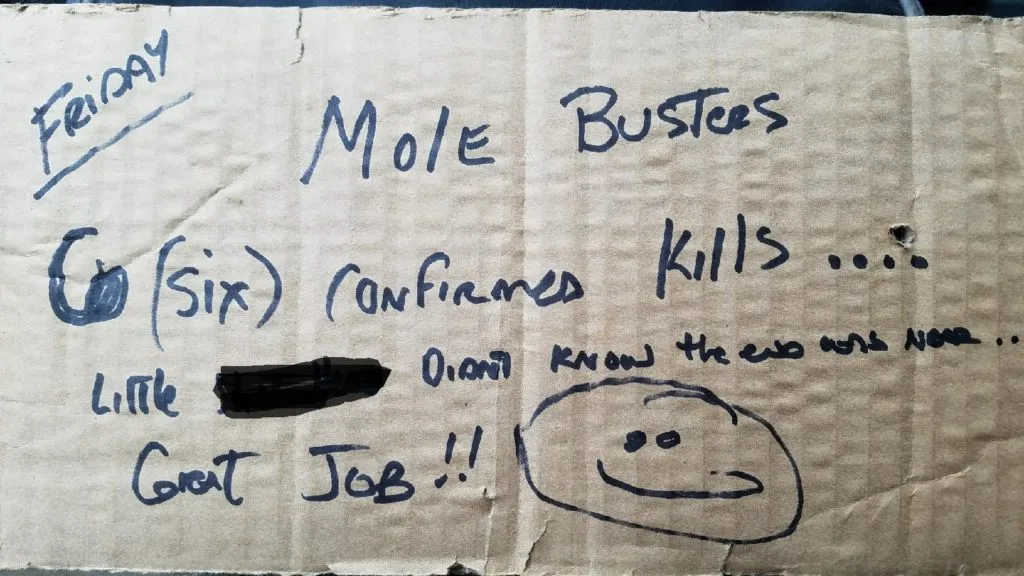 FRiDAY
MOlE BUSTERS
6 (Six) CONFIRMED Kills ....
Little DiDNT KNOW the END WAS NEAR ..
Great JOB !!